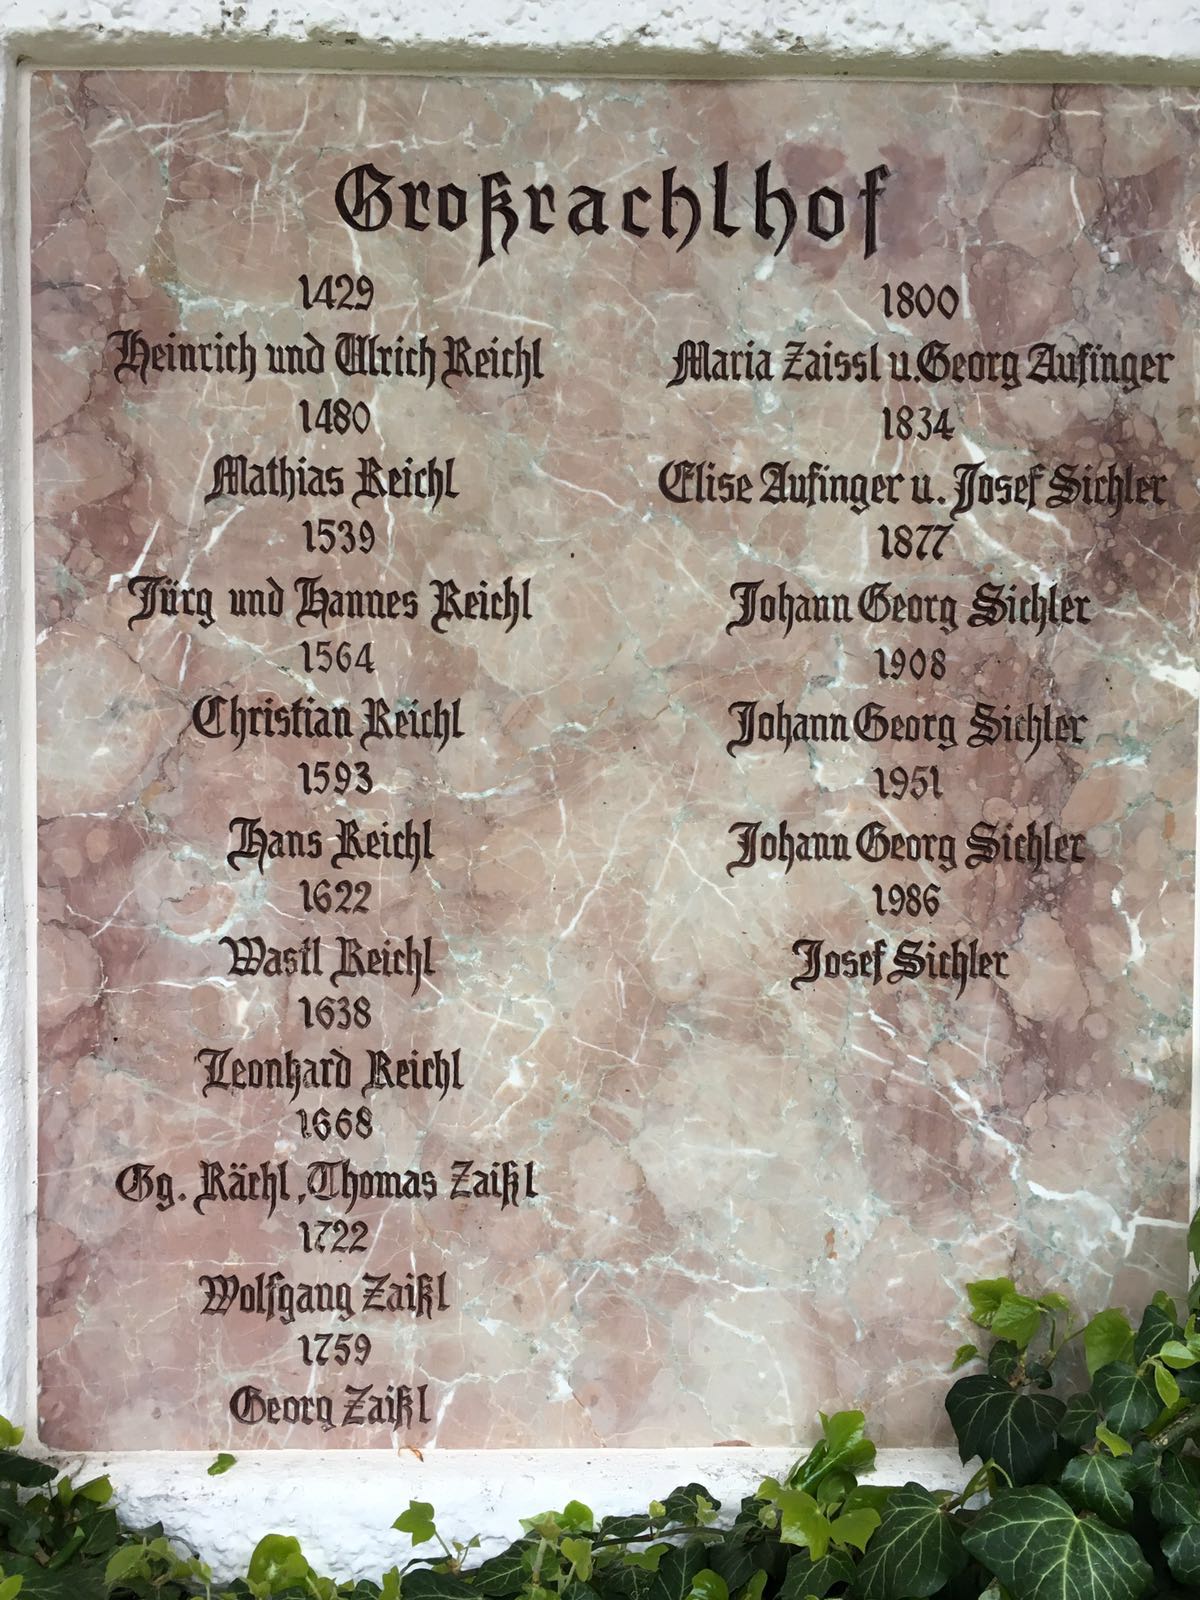 Großrachlhof
1429
Heinrich und Ulrich Reichl
1480
Mathias Reichl
1539
Jürg und Hannes Reichl
1564
Christian Reichl
1593
Hans Reichl
1622
Wastl Reichl
1638
Leonhard Reichl
1668
Gg. Rächl, Thomas Zaißl
1722
Wolfgang Zaißl
1759
Georg Zaißl
1800
Maria Zaissl u. Georg Aufinger
1834
Elise Aufinger u. Josef Sichler
1877
Johann Georg Sichler
1908
Johann Georg Sichler
1951
Johann Georg Sichler
1986
Josef Sichler